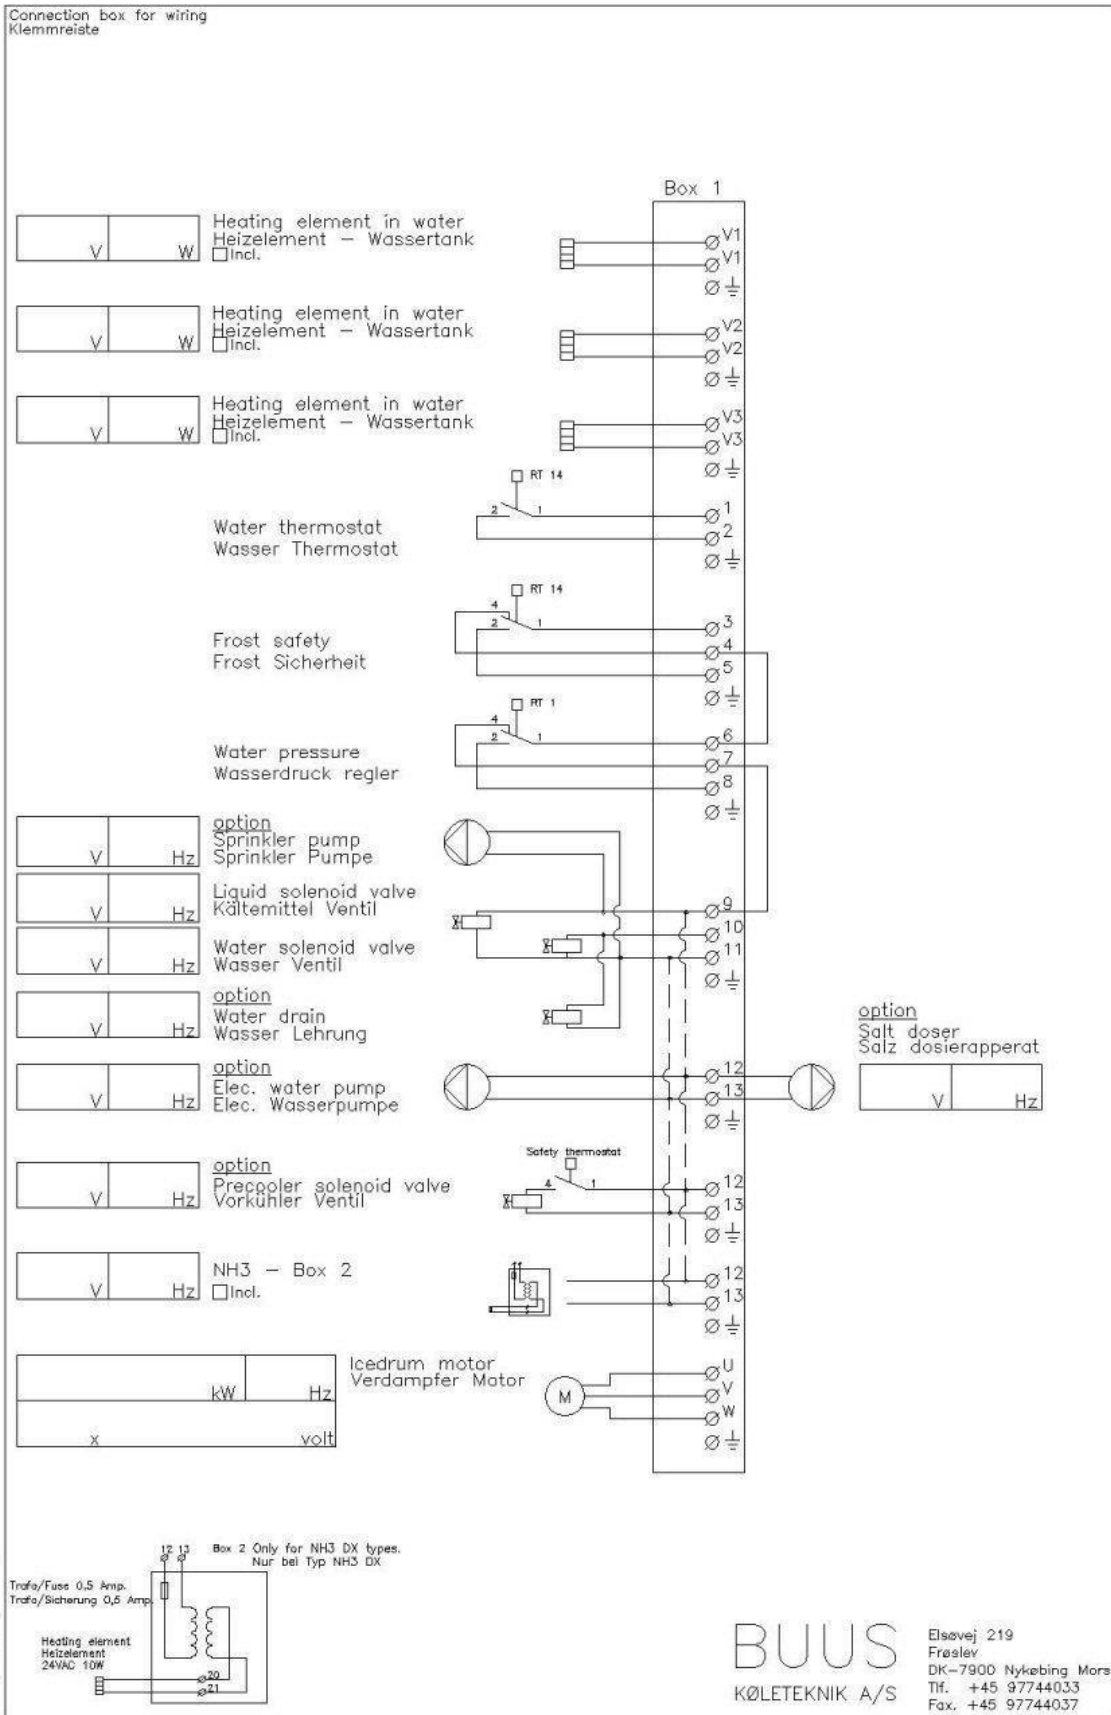 Connection box for wiring
Klemmreiste
Box 1
V W
Heating element in water
Heizelement – Wassertank
Incl.
V1
V1
V W
Heating element in water
Heizelement – Wassertank
Incl.
V2
V2
V W
Heating element in water
Heizelement – Wassertank
Incl.
V3
V3
RT 14
2 1
1
2
Water thermostat
Wasser Thermostat
RT 14
4
2 1
3
4
5
Frost safety
Frost Sicherheit
RT 1
4
2 1
6
7
8
Water pressure
Wasserdruck regler
V Hz
option
Sprinkler pump
Sprinkler Pumpe
V Hz
Liquid solenoid valve
Kältemittel Ventil
9
10
11
V Hz
Water solenoid valve
Wasser Ventil
V Hz
option
Water drain
Wasser Lehrung
option
Salt doser
Salz dosierapperat
V Hz
V Hz
option
Elec. water pump
Elec. Wasserpumpe
12
13
Safety thermostat
4 1
V Hz
option
Precooler solenoid valve
Vorkühler Ventil
12
13
V Hz
NH3 – Box 2
Incl.
12
13
kW Hz
x volt
Icedrum motor
Verdampfer Motor
M
U
V
W
12 13
Box 2 Only for NH3 DX types.
Nur bei Typ NH3 DX
Trafo/Fuse 0,5 Amp.
Trafo/Sicherung 0,5 Amp.
Heating element
Heizelement
24VAC 10W
20
21
BUUS
KØLETEKNIK A/S
Elsøvej 219
Frøslev
DK–7900 Nykøbing Mors
Tlf. +45 97744033
Fax. +45 97744037